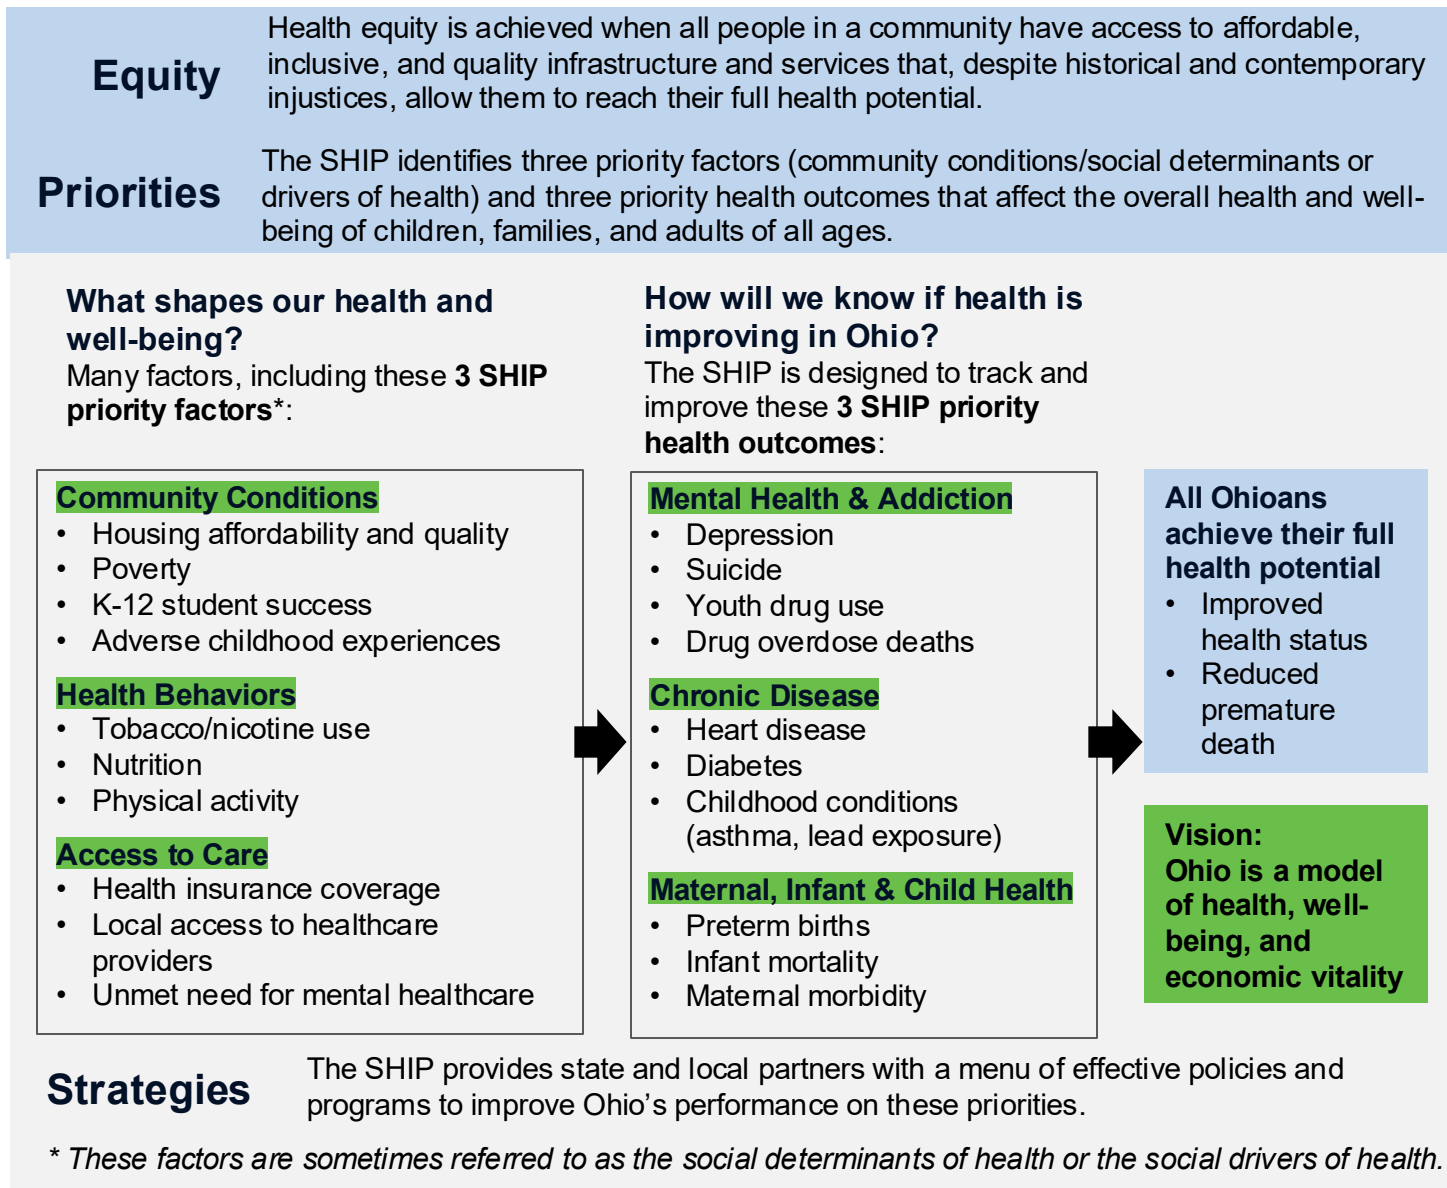 Equity
Health equity is achieved when all people in a community have access to affordable,
inclusive, and quality infrastructure and services that, despite historical and contemporary
injustices, allow them to reach their full health potential.
Priorities
The SHIP identifies three priority factors (community conditions/social determinants or
drivers of health) and three priority health outcomes that affect the overall health and well-
being of children, families, and adults of all ages.
What shapes our health and
well-being?
Many factors, including these 3 SHIP
priority factors*:
Community Conditions
• Housing affordability and quality
• Poverty
• K-12 student success
• Adverse childhood experiences
Health Behaviors
• Tobacco/nicotine use
• Nutrition
• Physical activity
Access to Care
• Health insurance coverage
• Local access to healthcare
providers
• Unmet need for mental healthcare
How will we know if health is
improving in Ohio?
The SHIP is designed to track and
improve these 3 SHIP priority
health outcomes:
Mental Health & Addiction
• Depression
• Suicide
• Youth drug use
• Drug overdose deaths
Chronic Disease
• Heart disease
• Diabetes
• Childhood conditions
(asthma, lead exposure)
Maternal, Infant & Child Health
• Preterm births
• Infant mortality
• Maternal morbidity
All Ohioans
achieve their full
health potential
• Improved
health status
• Reduced
premature
death
Vision:
Ohio is a model
of health, well-
being, and
economic vitality
Strategies
The SHIP provides state and local partners with a menu of effective policies and
programs to improve Ohio’s performance on these priorities.
* These factors are sometimes referred to as the social determinants of health or the social drivers of health.